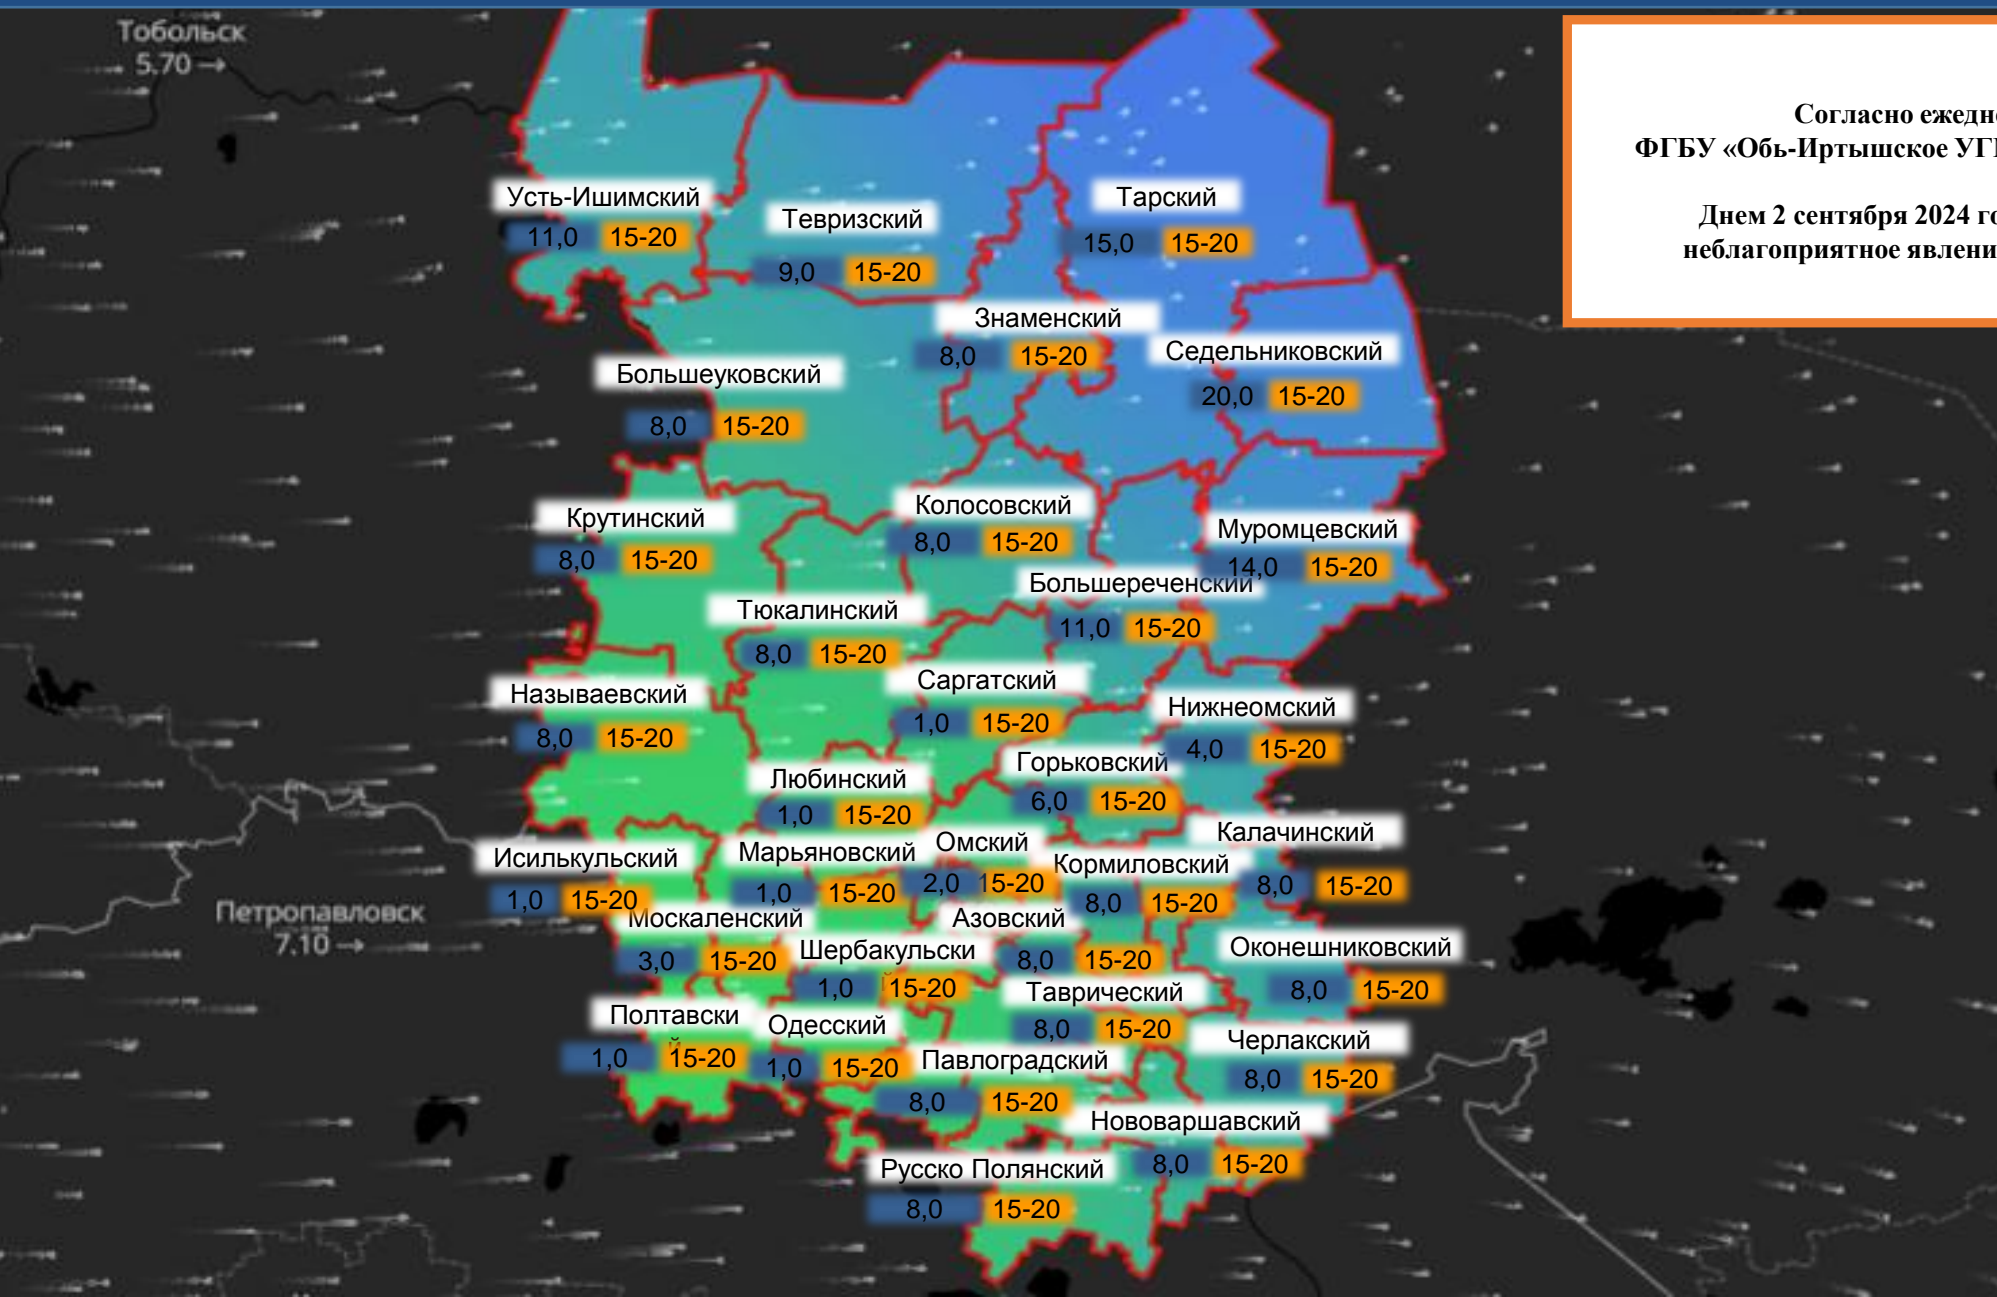 Тобольск
5.70 →
Согласно
ФГБУ «Обь-Иртышское
Днем 2 сентября 2024
неблагоприятное
Усть-Ишимский
11,0 15-20
Тевризский
9,0 15-20
Тарский
15,0 15-20
Знаменский
8,0 15-20
Седельниковский
20,0 15-20
Большеуковский
8,0 15-20
Крутинский
8,0 15-20
Колосовский
8,0 15-20
Муромцевский
14,0 15-20
Большереченский
11,0 15-20
Тюкалинский
8,0 15-20
Саргатский
1,0 15-20
Называевский
8,0 15-20
Нижнеомский
4,0 15-20
Горьковский
6,0 15-20
Любинский
1,0 15-20
Калачинский
8,0 15-20
Омский
2,0 15-20
Марьяновский
1,0 15-20
Исилькульский
1,0 15-20
Кормиловский
8,0 15-20
Петропавловск
7.10 →
Москаленский
3,0 15-20
Азовский
8,0 15-20
Шербакульски
й
1,0 15-20
Оконешниковский
8,0 15-20
Таврический
8,0 15-20
Полтавски
й
1,0 15-20
Одесский
1,0 15-20
Черлакский
8,0 15-20
Павлоградский
8,0 15-20
Нововаршавский
8,0 15-20
Русско Полянский
8,0 15-20